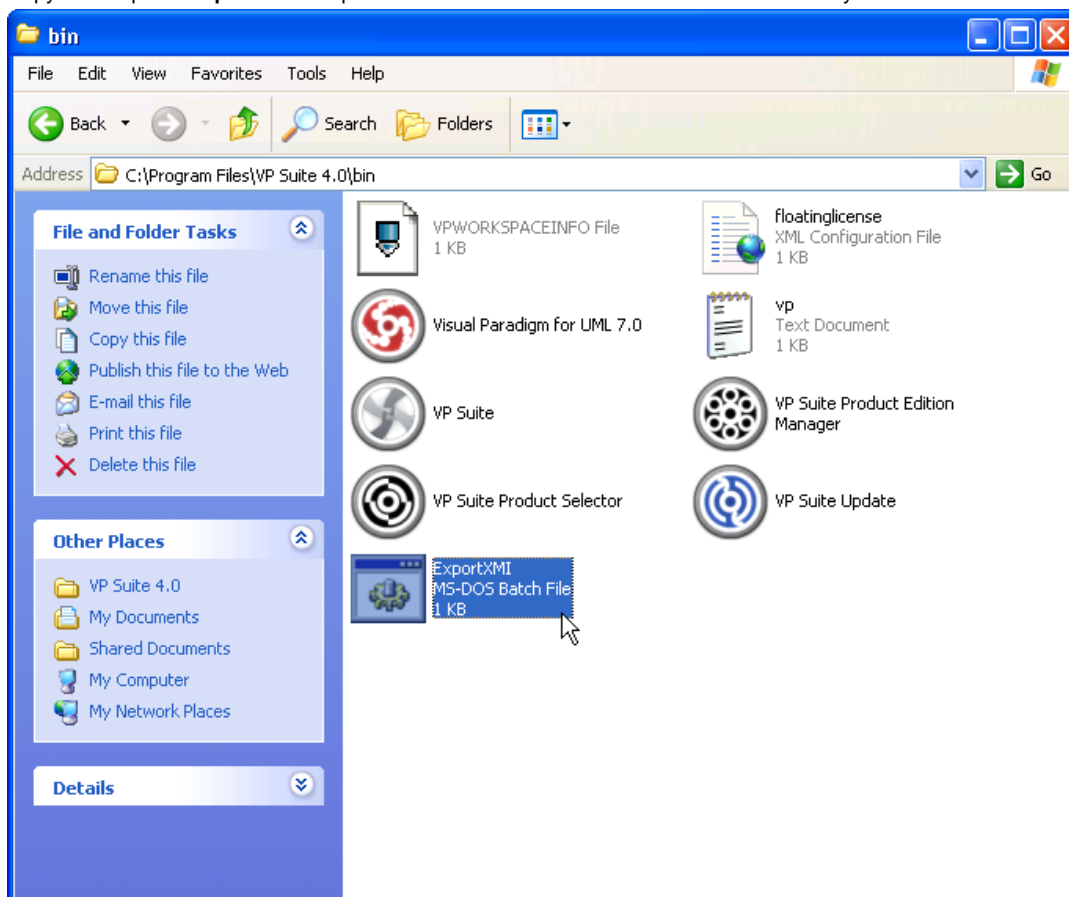 bin
File Edit View Favorites Tools Help
Back Search Folders
Address C:\Program Files\VP Suite 4.0\bin Go
File and Folder Tasks
Rename this file
Move this file
Copy this file
Publish this file to the Web
E-mail this file
Print this file
Delete this file
Other Places
VP Suite 4.0
My Documents
Shared Documents
My Computer
My Network Places
Details
VPWORKSPACEINFO File
1 KB
floatinglicense
XML Configuration File
1 KB
Visual Paradigm for UML 7.0
vp
Text Document
1 KB
VP Suite
VP Suite Product Edition
Manager
VP Suite Product Selector
VP Suite Update
ExportXMI
MS-DOS Batch File
1 KB